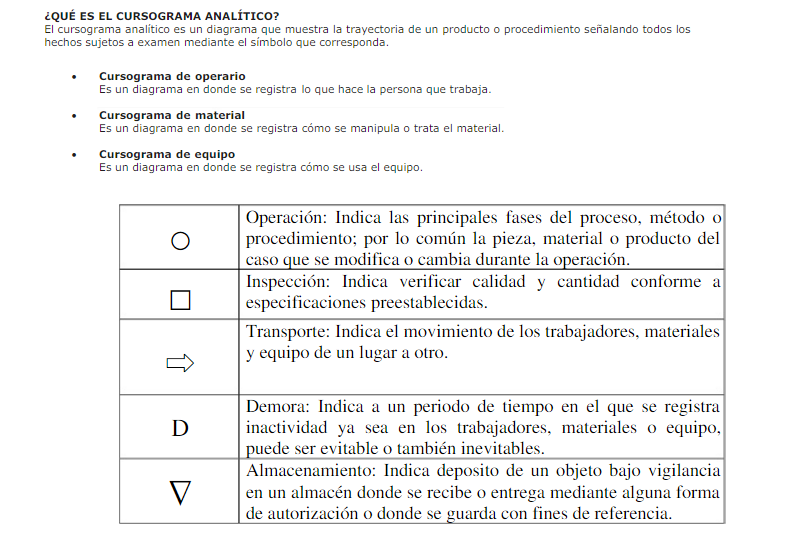 ¿QUÉ ES EL CURSOGRAMA ANALÍTICO?
El cursograma analítico es un diagrama que muestra la trayectoria de un producto o procedimiento señalando todos los
hechos sujetos a examen mediante el símbolo que corresponda.
• Cursograma de operario
Es un diagrama en donde se registra lo que hace la persona que trabaja.
• Cursograma de material
Es un diagrama en donde se registra cómo se manipula o trata el material.
• Cursograma de equipo
Es un diagrama en donde se registra cómo se usa el equipo.
Operación: Indica las principales fases del proceso, método o
procedimiento; por lo común la pieza, material o producto del
caso que se modifica o cambia durante la operación.
Inspección: Indica verificar calidad y cantidad conforme a
especificaciones preestablecidas.
Transporte: Indica el movimiento de los trabajadores, materiales
y equipo de un lugar a otro.
D
Demora: Indica a un periodo de tiempo en el que se registra
inactividad ya sea en los trabajadores, materiales o equipo,
puede ser evitable o también inevitables.
Almacenamiento: Indica deposito de un objeto bajo vigilancia
en un almacén donde se recibe o entrega mediante alguna forma
de autorización o donde se guarda con fines de referencia.